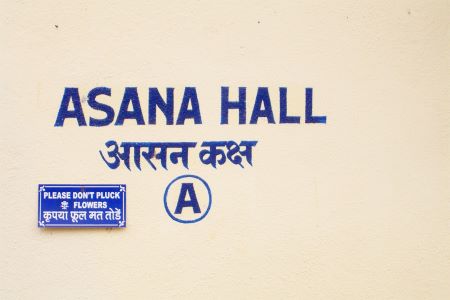 ASANA HALL
आसन कक्ष
A
PLEASE DON'T PLUCK
FLOWERS
कृपया फूल मत तोडें